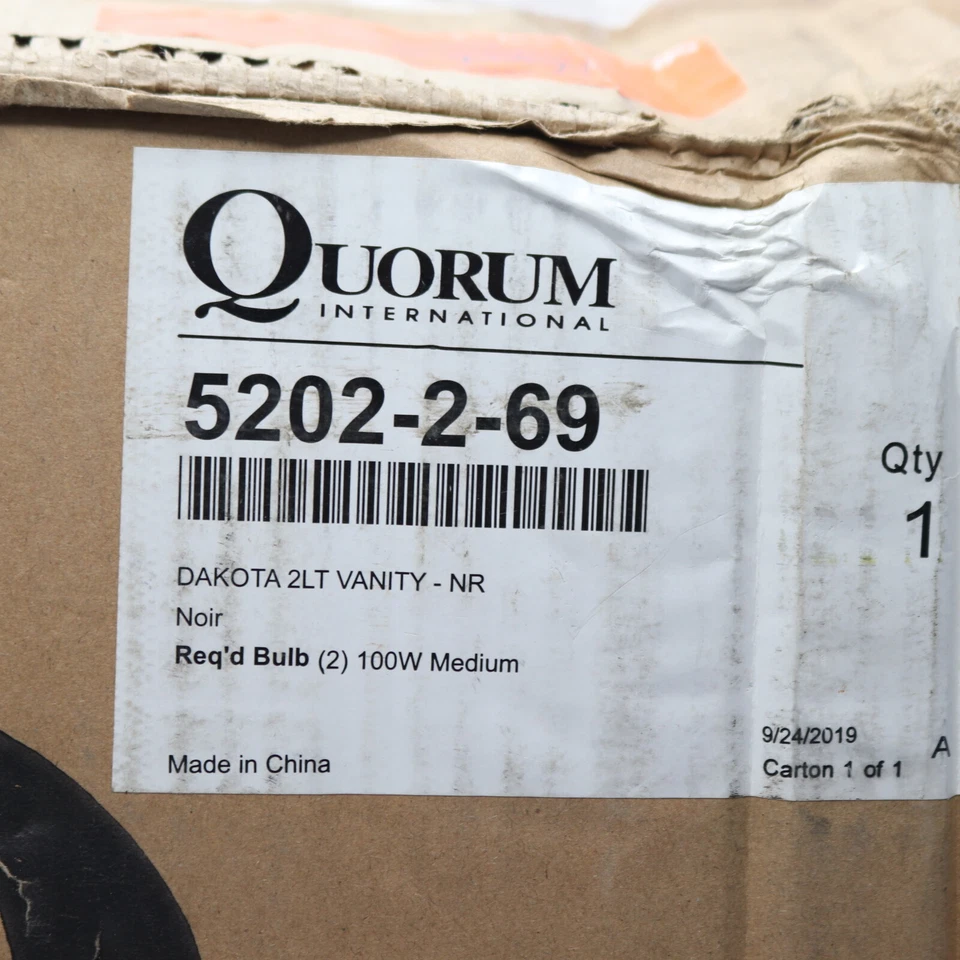 QUORUM
INTERNATIONAL
5202-2-69
Qty
1
DAKOTA 2LT VANITY - NR
Noir
Req'd Bulb (2) 100W Medium
Made in China
9/24/2019
Carton 1 of 1
A